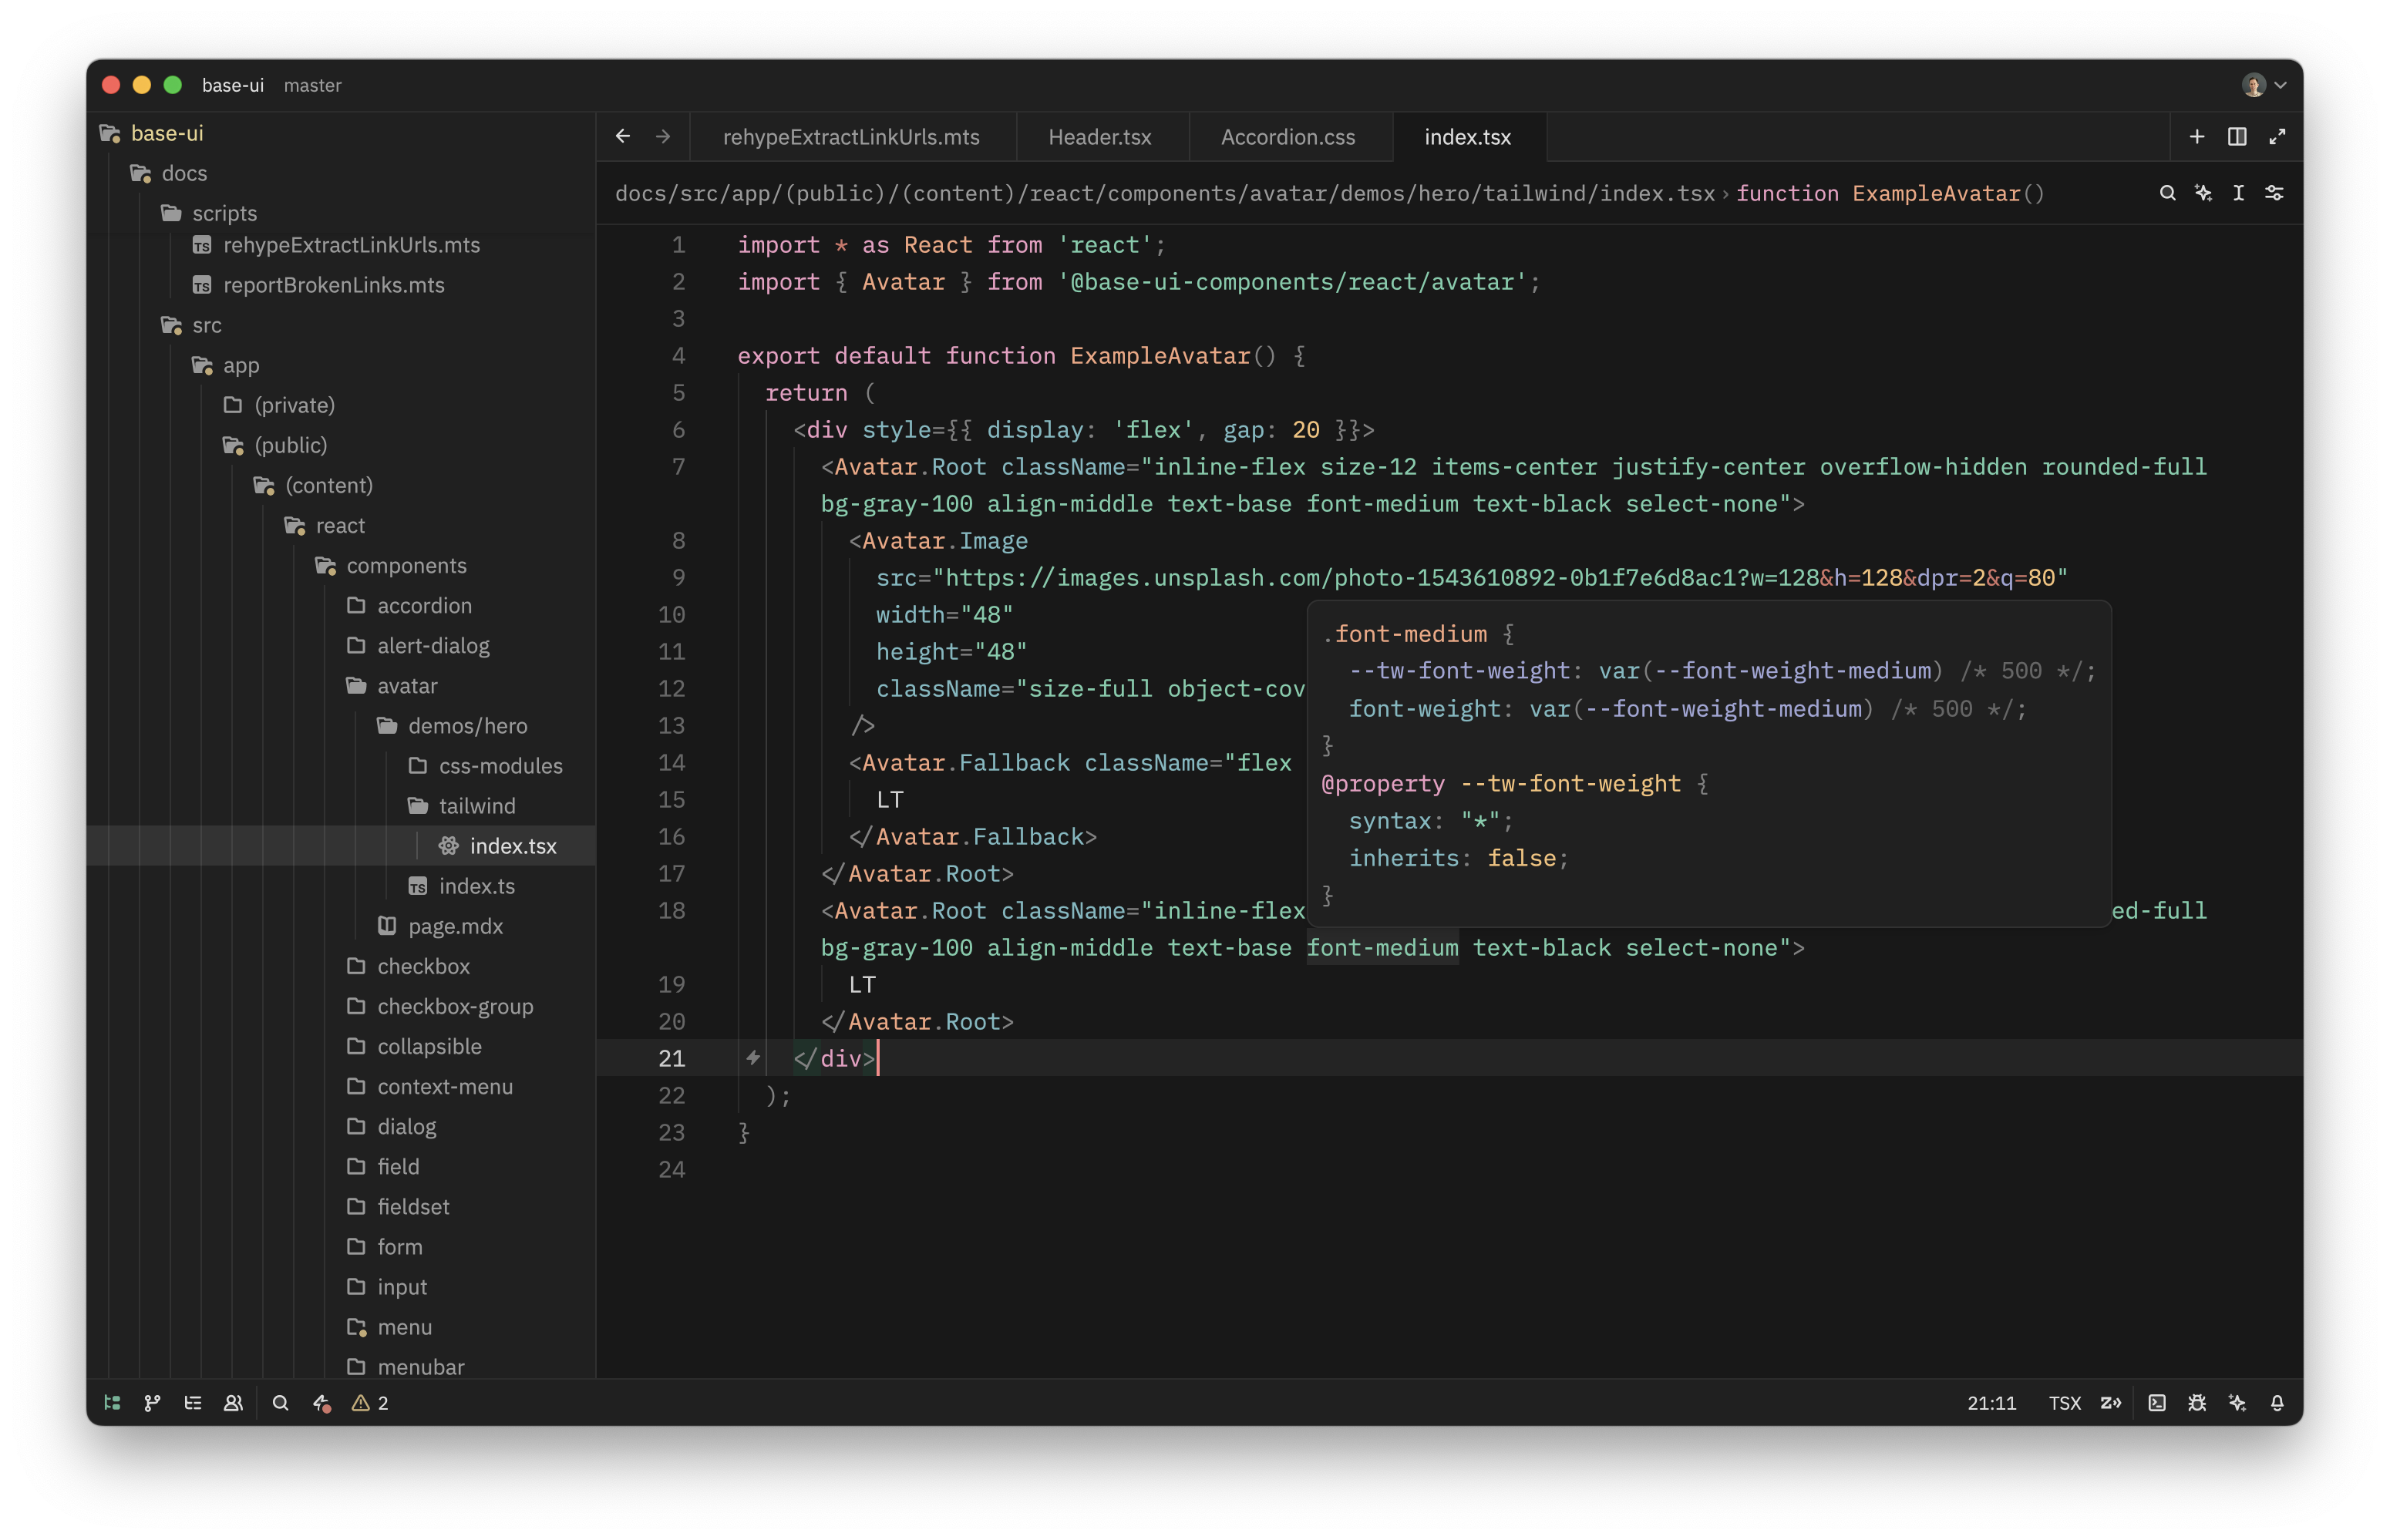 base-ui master
base-ui
docs
scripts
rehypeExtractLinkUrls.mts
reportBrokenLinks.mts
src
app
(private)
(public)
(content)
react
components
accordion
alert-dialog
avatar
demos/hero
css-modules
tailwind
index.tsx
index.ts
page.mdx
checkbox
checkbox-group
collapsible
context-menu
dialog
field
fieldset
form
input
menu
menubar
rehypeExtractLinkUrls.mts Header.tsx Accordion.css index.tsx
docs/src/app/(public)/(content)/react/components/avatar/demos/hero/tailwind/index.tsx › function ExampleAvatar()
1 import * as React from 'react';
2 import { Avatar } from '@base-ui-components/react/avatar';
3
4 export default function ExampleAvatar() {
5 return (
6 <div style={{ display: 'flex', gap: 20 }}>
7 <Avatar.Root className="inline-flex size-12 items-center justify-center overflow-hidden rounded-full
bg-gray-100 align-middle text-base font-medium text-black select-none">
8 <Avatar.Image
9 src="https://images.unsplash.com/photo-1543610892-0b1f7e6d8ac1?w=128&h=128&dpr=2&q=80"
10 width="48"
11 height="48"
12 className="size-full object-cov
13 />
14 <Avatar.Fallback className="flex
15 LT
16 </Avatar.Fallback>
17 </Avatar.Root>
18 <Avatar.Root className="inline-flex ed-full
bg-gray-100 align-middle text-base font-medium text-black select-none">
19 LT
20 </Avatar.Root>
21 </div>
22 );
23 }
24
.font-medium {
--tw-font-weight: var(--font-weight-medium) /* 500 */;
font-weight: var(--font-weight-medium) /* 500 */;
}
@property --tw-font-weight {
syntax: "*";
inherits: false;
}
2 21:11 TSX